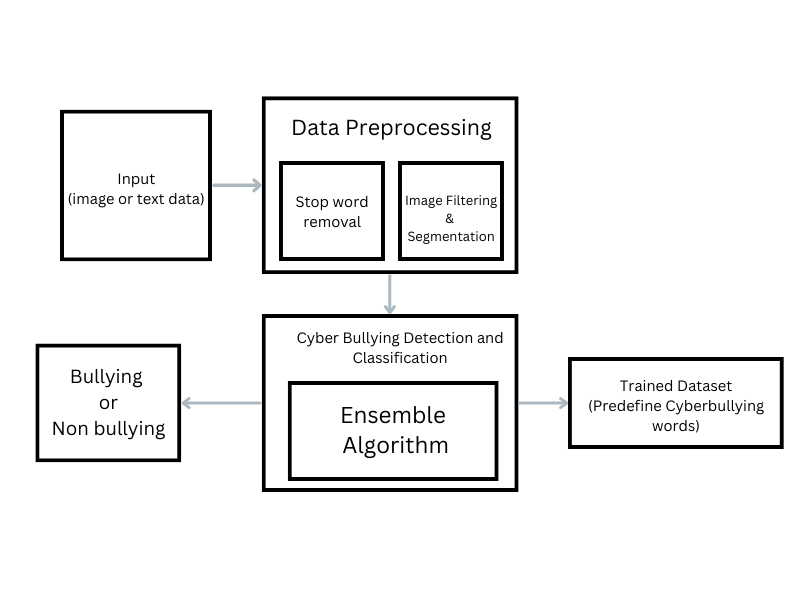 Input
(image or text data)
Data Preprocessing
Stop word
removal
Image Filtering
&
Segmentation
Cyber Bullying Detection and
Classification
Ensemble
Algorithm
Bullying
or
Non bullying
Trained Dataset
(Predefine Cyberbullying
words)